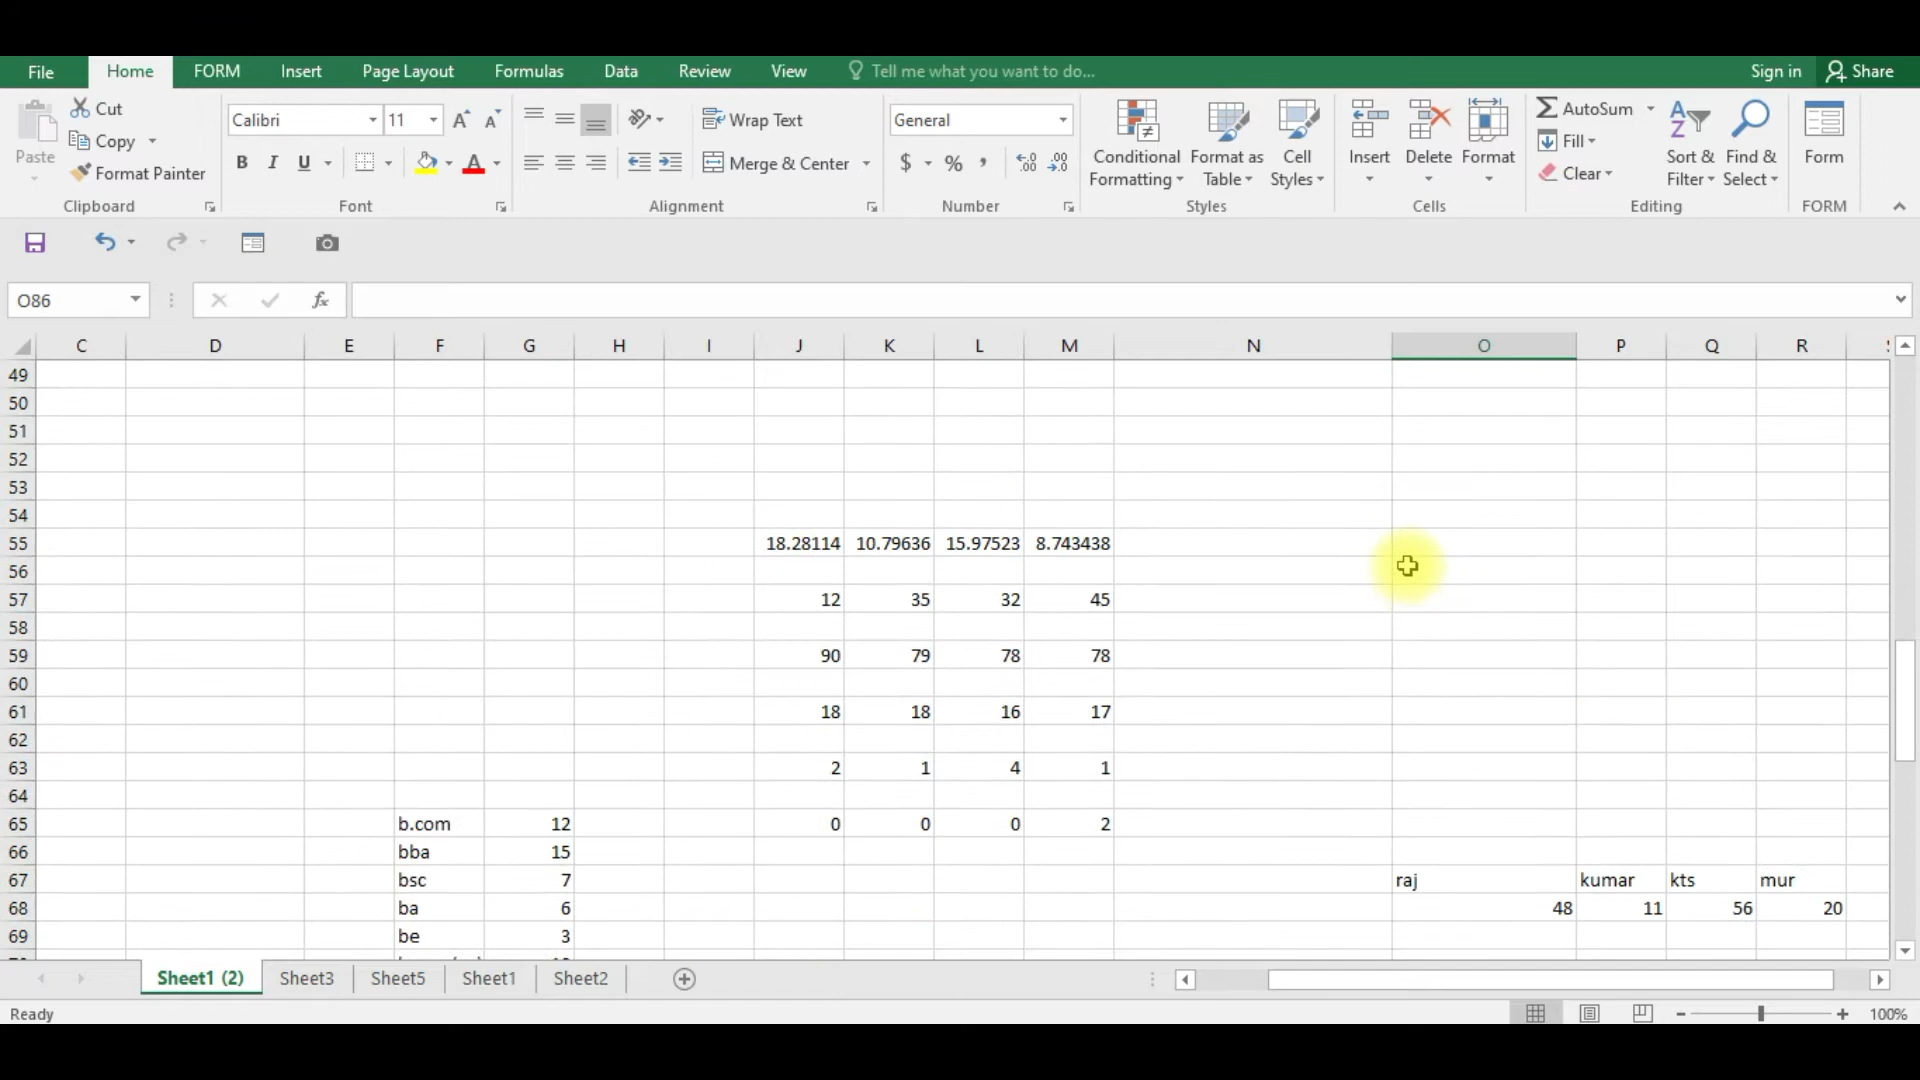 File Home FORM Insert Page Layout Formulas Data Review View Tell me what you want to do... Sign in Share
Paste Cut Copy Format Painter Clipboard
Calibri 11 B I U A Font
Wrap Text Merge & Center Alignment
General $ % , Number
Conditional Formatting Format as Table Cell Styles Styles
Insert Delete Format Cells
AutoSum Fill Clear Sort & Filter Find & Select Editing
Form FORM
O86 fx
C D E F G H I J K L M N O P Q R
49
50
51
52
53
54
55 18.28114 10.79636 15.97523 8.743438
56
57 12 35 32 45
58
59 90 79 78 78
60
61 18 18 16 17
62
63 2 1 4 1
64
65 b.com 12 0 0 0 2
66 bba 15
67 bsc 7 raj kumar kts mur
68 ba 6 48 11 56 20
69 be 3
Sheet1 (2) Sheet3 Sheet5 Sheet1 Sheet2
Ready 100%